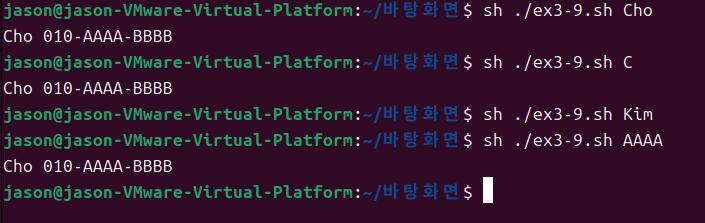 jason@jason-VMware-Virtual-Platform:~/바탕화면$ sh ./ex3-9.sh Cho
Cho 010-AAAA-BBBB
jason@jason-VMware-Virtual-Platform:~/바탕화면$ sh ./ex3-9.sh C
Cho 010-AAAA-BBBB
jason@jason-VMware-Virtual-Platform:~/바탕화면$ sh ./ex3-9.sh Kim
jason@jason-VMware-Virtual-Platform:~/바탕화면$ sh ./ex3-9.sh AAAA
Cho 010-AAAA-BBBB
jason@jason-VMware-Virtual-Platform:~/바탕화면$